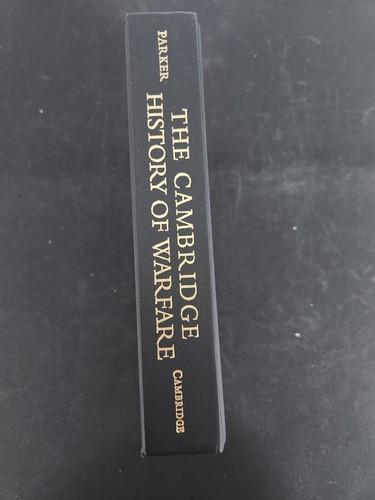 PARKER
THE CAMBRIDGE
HISTORY OF WARFARE
CAMBRIDGE